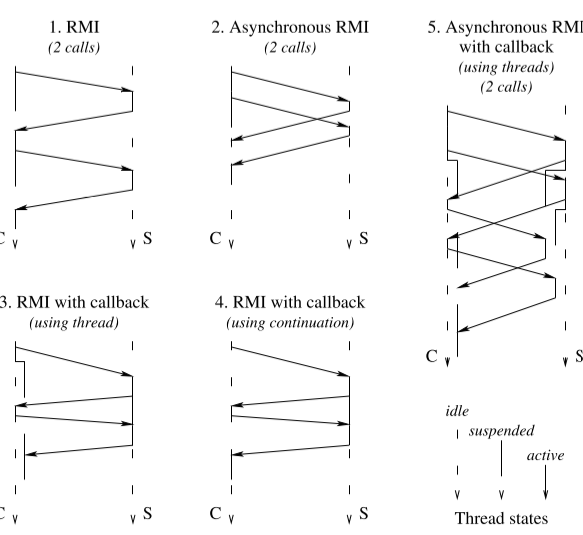 1. RMI
(2 calls)
2. Asynchronous RMI
(2 calls)
5. Asynchronous RMI
with callback
(using threads)
(2 calls)
C
S
C
S
3. RMI with callback
(using thread)
4. RMI with callback
(using continuation)
C
S
idle
suspended
active
C
S
C
S
Thread states